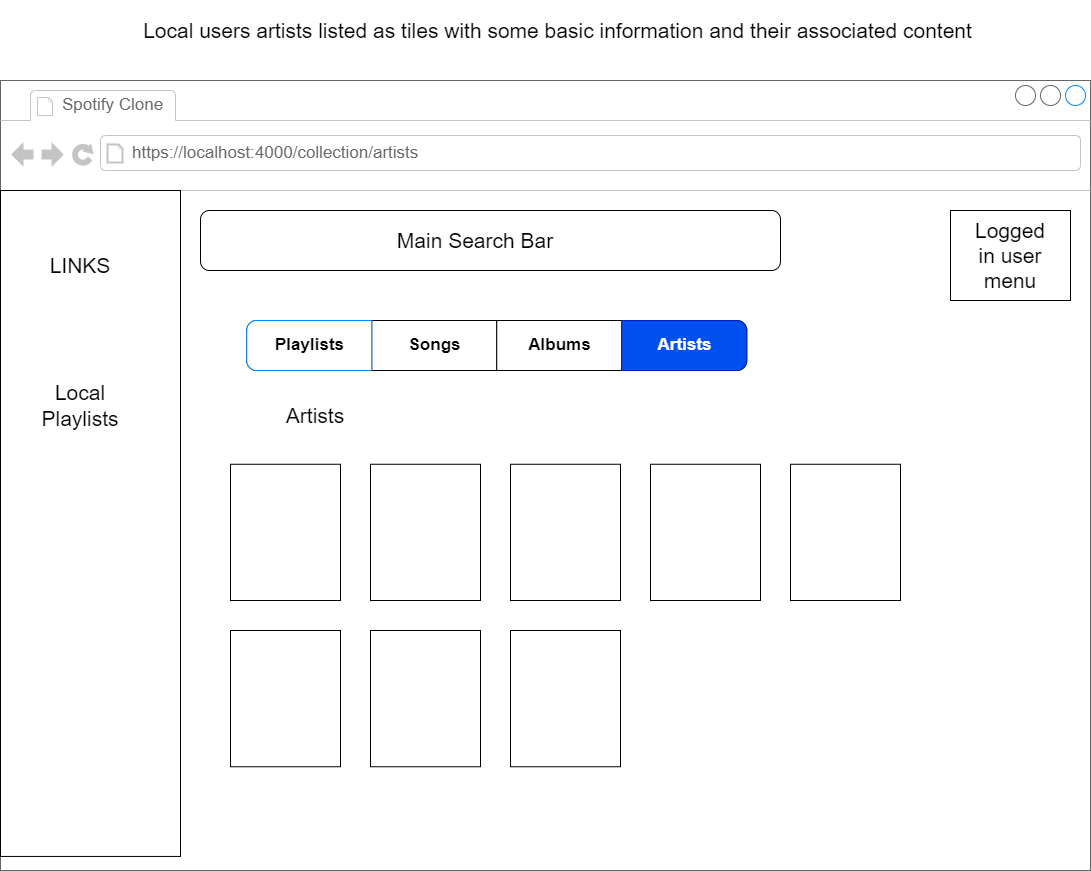 Local users artists listed as tiles with some basic information and their associated content
Spotify Clone
https://localhost:4000/collection/artists
Main Search Bar
Logged
in user
menu
LINKS
Playlists
Songs
Albums
Artists
Local
Playlists
Artists